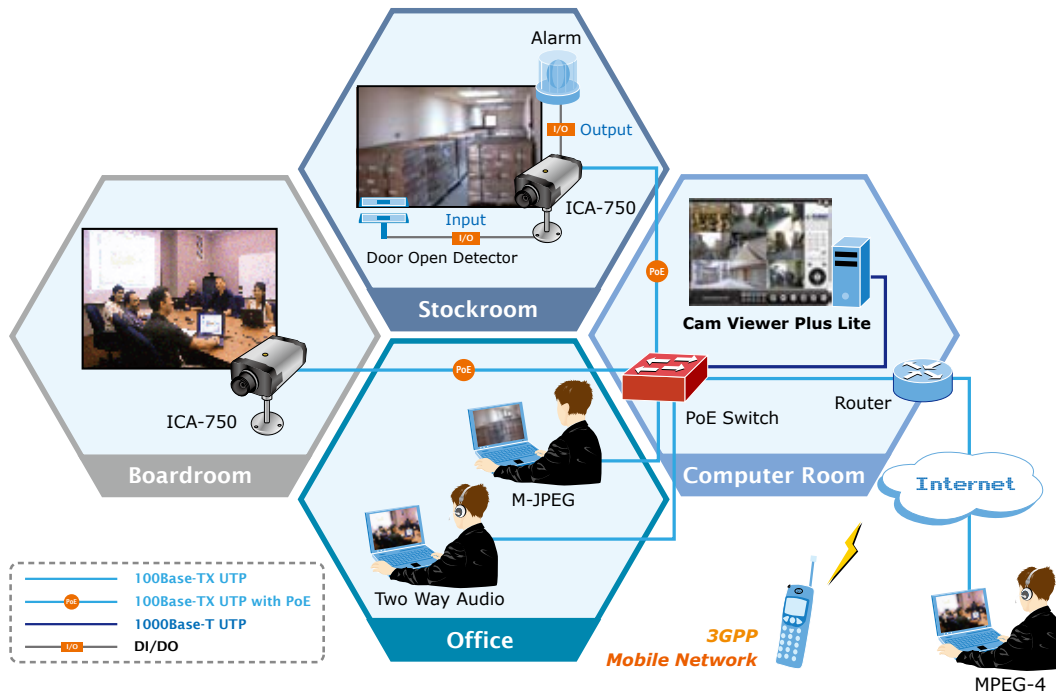 Alarm
I/O
Output
ICA-750
Input
I/O
Door Open Detector
Stockroom
PoE
Cam Viewer Plus Lite
PoE
ICA-750
Boardroom
PoE Switch
Router
Computer Room
M-JPEG
Two Way Audio
Office
Internet
3GPP
Mobile Network
MPEG-4
100Base-TX UTP
PoE
100Base-TX UTP with PoE
1000Base-T UTP
I/O
DI/DO